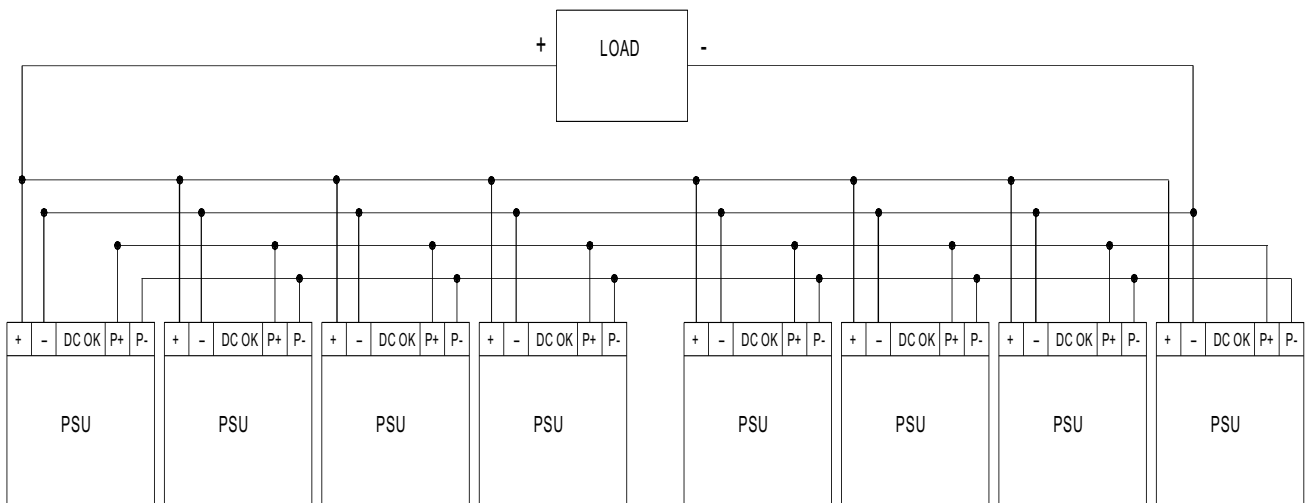 + LOAD -
+ – DC OK P+ P- + – DC OK P+ P- + – DC OK P+ P- + – DC OK P+ P- + – DC OK P+ P- + – DC OK P+ P- + – DC OK P+ P- + – DC OK P+ P-
PSU PSU PSU PSU PSU PSU PSU PSU